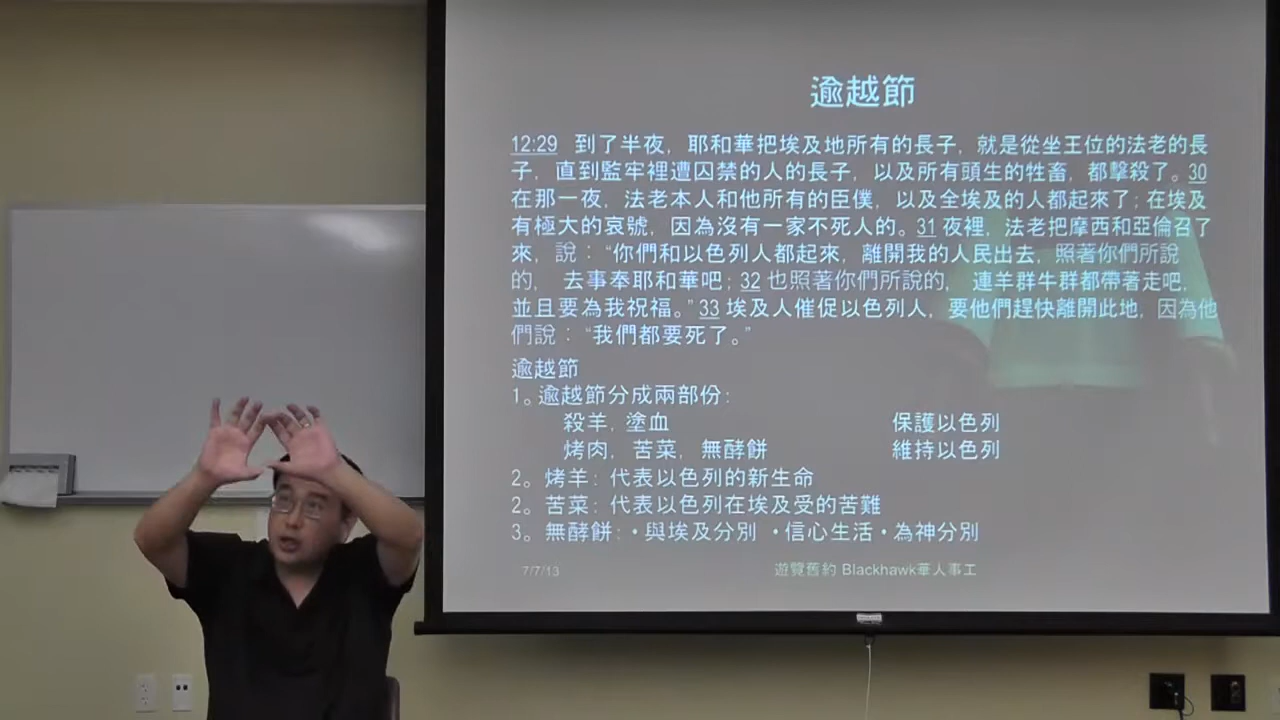 逾越節
12:29 到了半夜，耶和華把埃及地所有的長子，就是從坐王位的法老的長
子，直到監牢裡遭囚禁的人的長子，以及所有頭生的牲畜，都擊殺了。30
在那一夜，法老本人和他所有的臣僕，以及全埃及的人都起來了；在埃及
有極大的哀號，因為沒有一家不死人的。31 夜裡，法老把摩西和亞倫召了
來，說：“你們和以色列人都起來，離開我的人民出去，照著你們所說
的，去事奉耶和華吧；32 也照著你們所說的，連羊群牛群都帶著走吧，
並且要為我祝福。”33 埃及人催促以色列人，要他們趕快離開此地，因為他
們說：“我們都要死了。”
逾越節
1。逾越節分成兩部份：
殺羊，塗血 保護以色列
烤肉，苦菜，無酵餅 維持以色列
2。烤羊：代表以色列的新生命
2。苦菜：代表以色列在埃及受的苦難
3。無酵餅：•與埃及分別 •信心生活•為神分別
7/7/13 遊覽舊約 Blackhawk華人事工